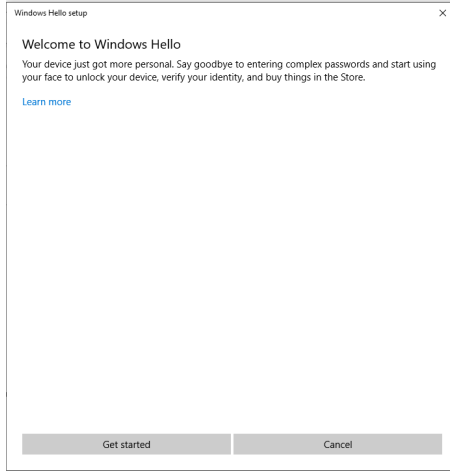 Windows Hello setup
Welcome to Windows Hello
Your device just got more personal. Say goodbye to entering complex passwords and start using
your face to unlock your device, verify your identity, and buy things in the Store.
Learn more
Get started
Cancel